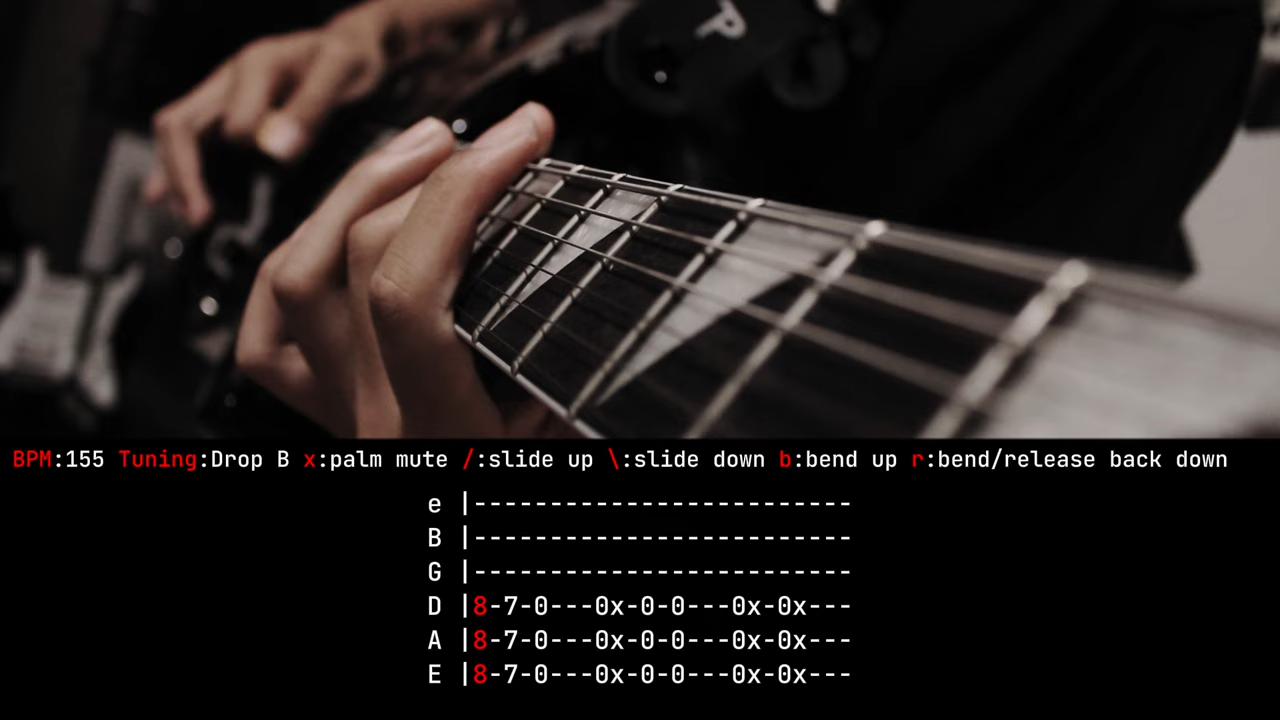 BPM:155 Tuning:Drop B x:palm mute /:slide up \:slide down b:bend up r:bend/release back down
e |-------------------------
B |-------------------------
G |-------------------------
D |8-7-0---0x-0-0---0x-0x---
A |8-7-0---0x-0-0---0x-0x---
E |8-7-0---0x-0-0---0x-0x---